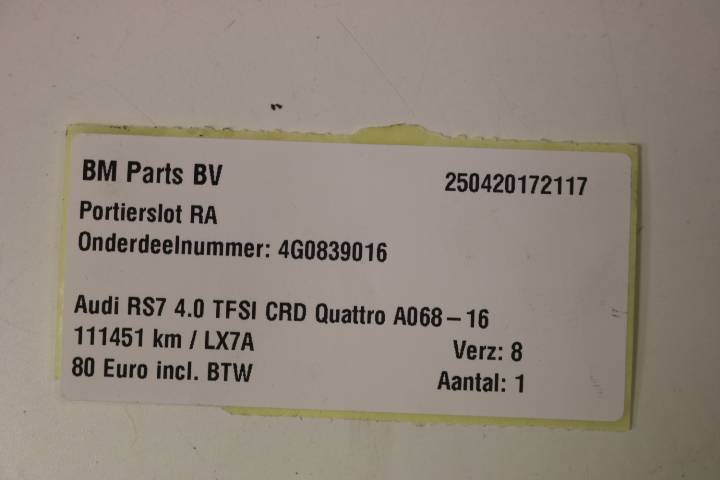 BM Parts BV 250420172117
Portierslot RA
Onderdeelnummer: 4G0839016
Audi RS7 4.0 TFSI CRD Quattro A068-16
111451 km / LX7A Verz: 8
80 Euro incl. BTW Aantal: 1